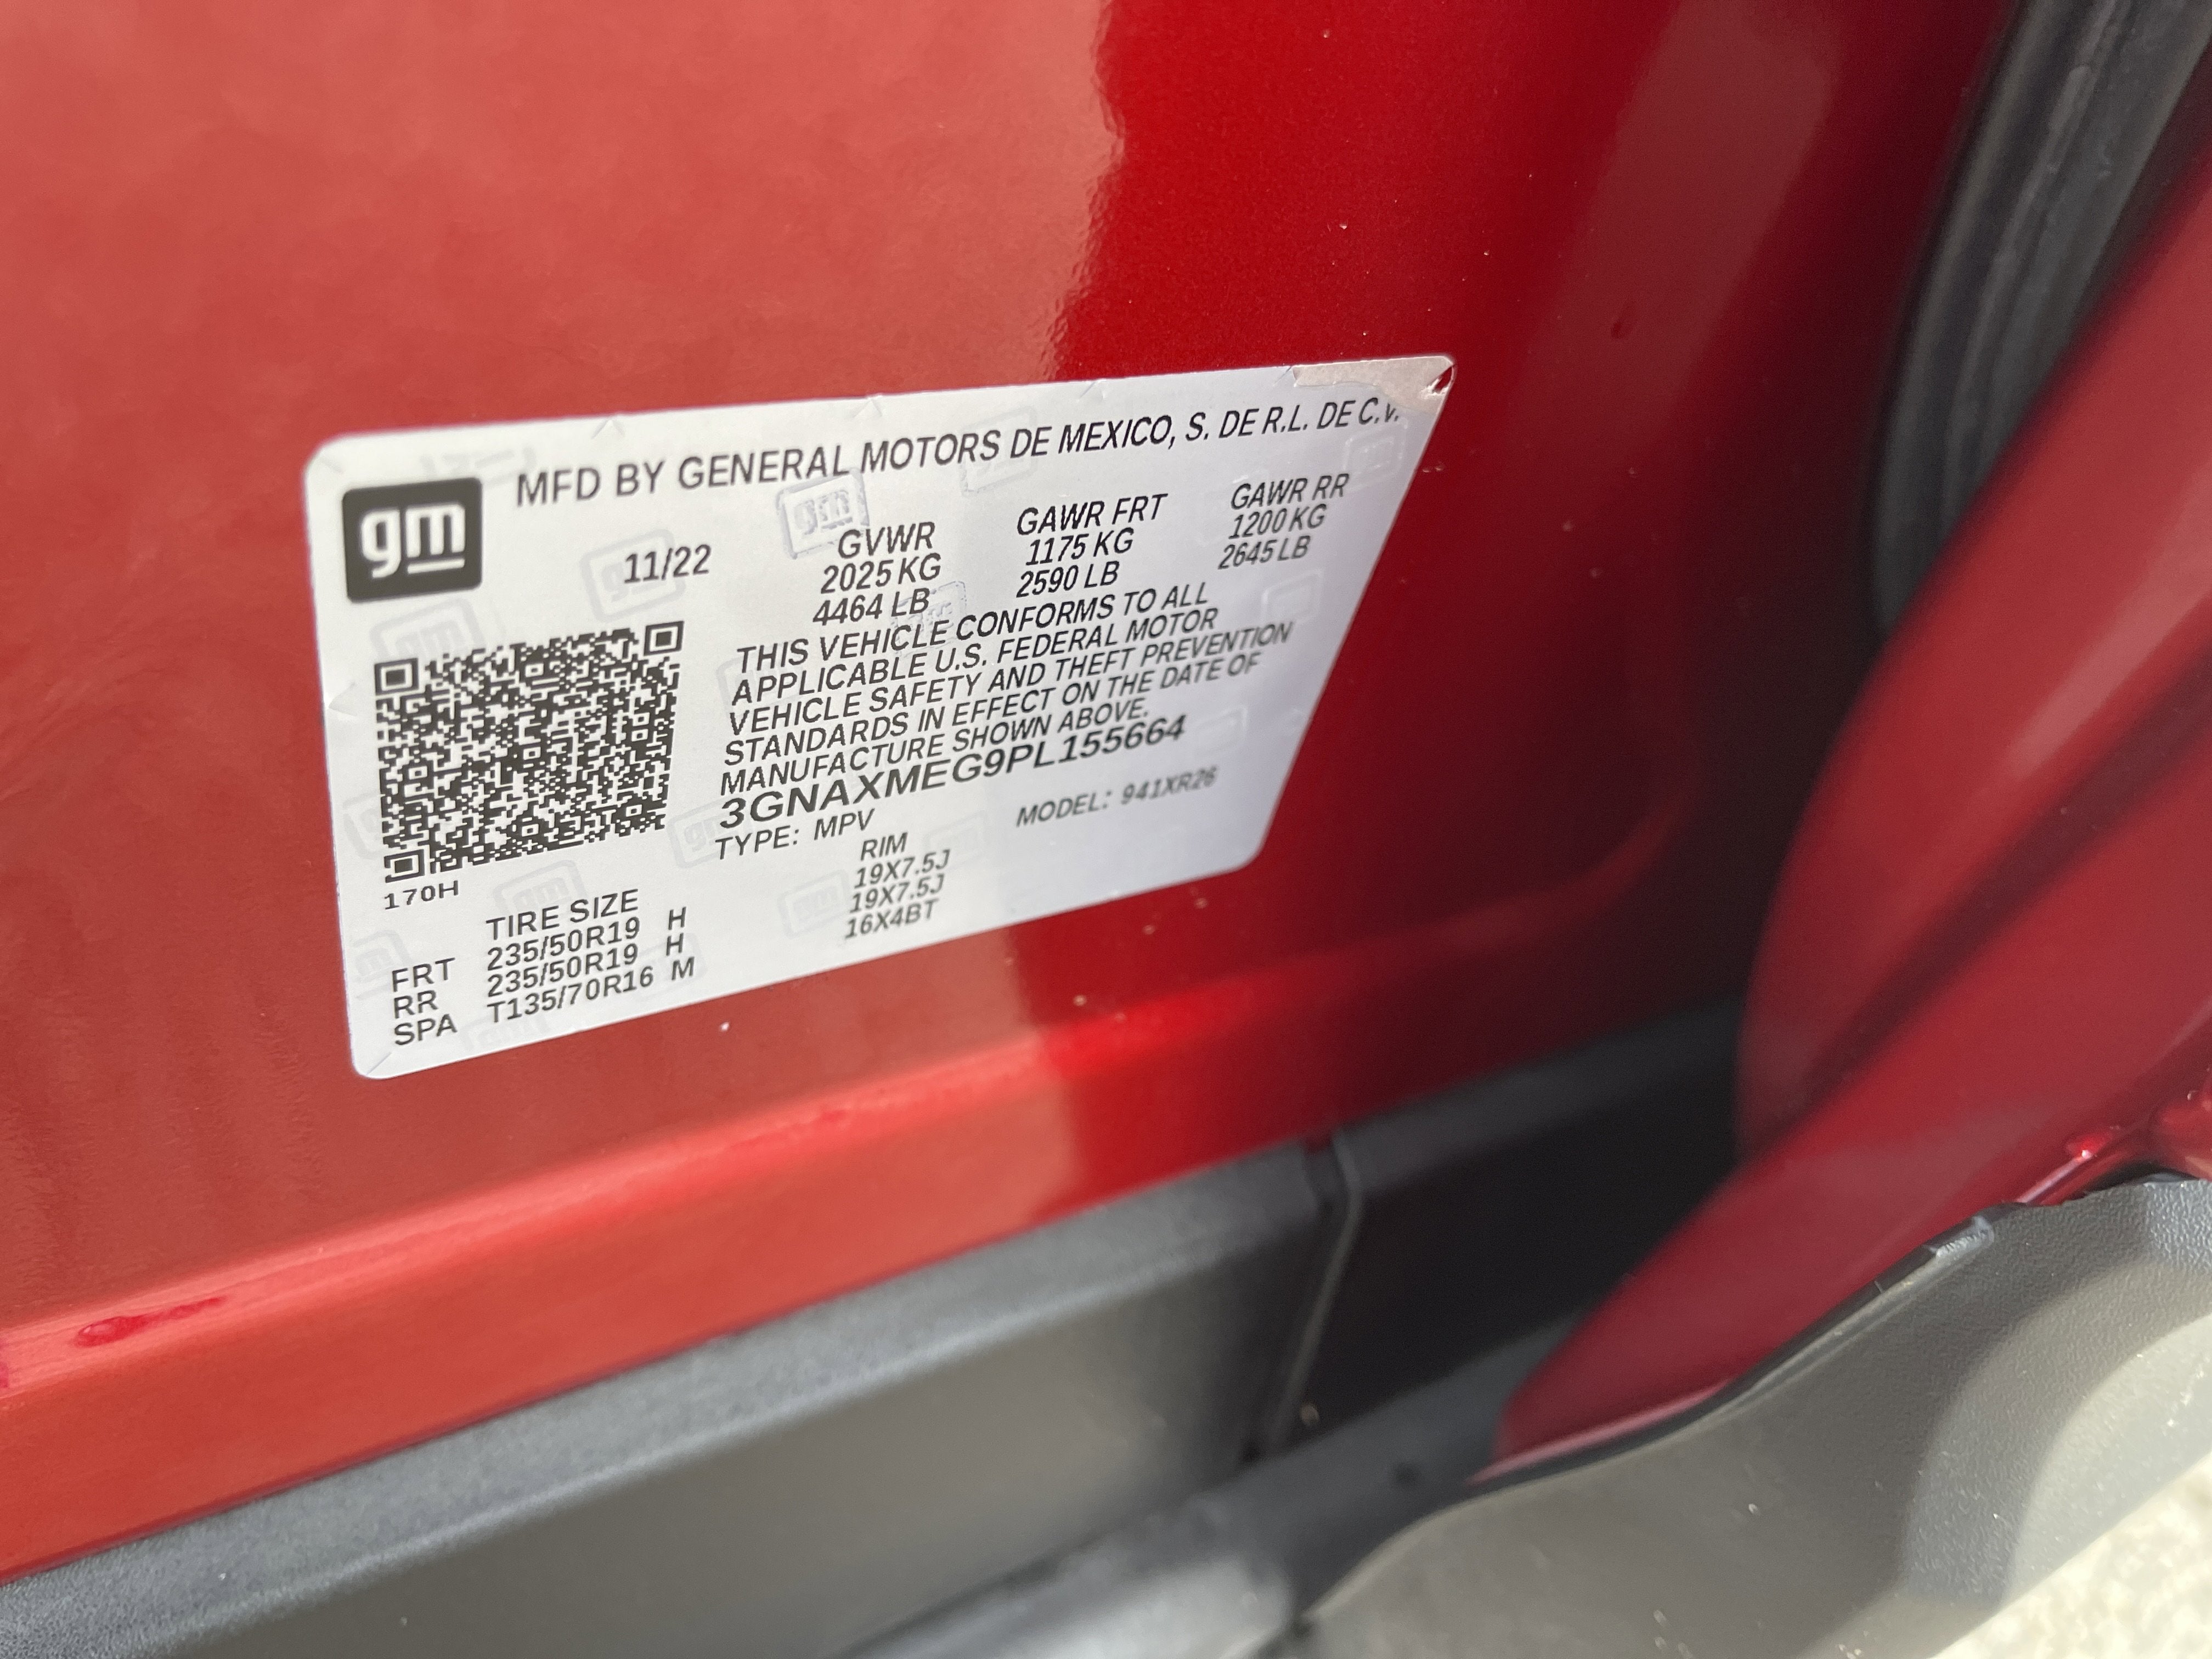 MFD BY GENERAL MOTORS DE MEXICO, S. DE R.L. DE C.V.
gm
11/22
GVWR
2025 KG
4464 LB
GAWR FRT
1175 KG
2590 LB
GAWR RR
1200 KG
2645 LB
THIS VEHICLE CONFORMS TO ALL
APPLICABLE U.S. FEDERAL MOTOR
VEHICLE SAFETY AND THEFT PREVENTION
STANDARDS IN EFFECT ON THE DATE OF
MANUFACTURE SHOWN ABOVE.
3GNAXMEG9PL155664
TYPE: MPV MODEL: 941XR26
170H
TIRE SIZE RIM
FRT 235/50R19 H 19X7.5J
RR 235/50R19 H 19X7.5J
SPA T135/70R16 M 16X4BT